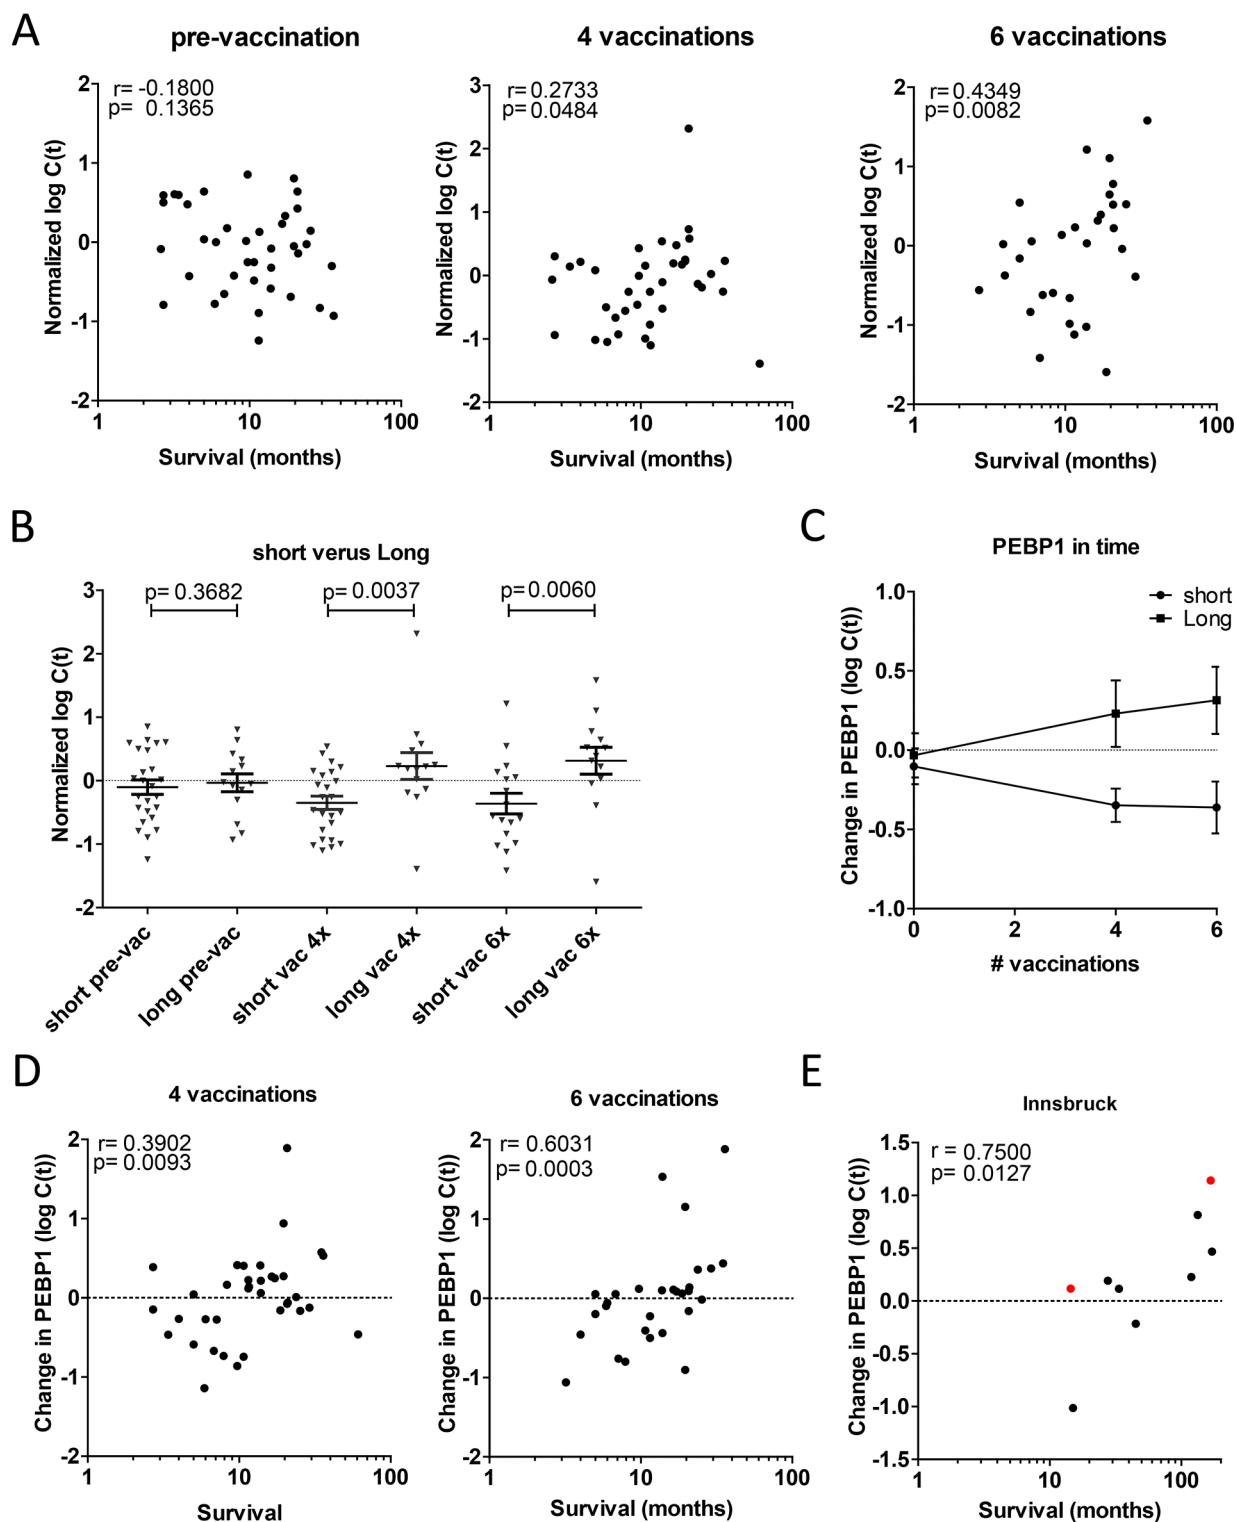 A
pre-vaccination
4 vaccinations
6 vaccinations
r= -0.1800
p= 0.1365
r= 0.2733
p= 0.0484
r= 0.4349
p= 0.0082
Normalized log C(t)
2
1
0
-1
-2
1
10
100
Survival (months)
Normalized log C(t)
3
2
1
0
-1
-2
1
10
100
Survival (months)
Normalized log C(t)
2
1
0
-1
-2
1
10
100
Survival (months)
B
short verus Long
p= 0.3682
p= 0.0037
p= 0.0060
Normalized log C(t)
3
2
1
0
-1
-2
short pre-vac
long pre-vac
short vac 4x
long vac 4x
short vac 6x
long vac 6x
C
PEBP1 in time
short
Long
Change in PEBP1 (log C(t))
1.0
0.5
0.0
-0.5
-1.0
0
2
4
6
# vaccinations
D
4 vaccinations
r= 0.3902
p= 0.0093
Change in PEBP1 (log C(t))
2
1
0
-1
-2
1
10
100
Survival
6 vaccinations
r= 0.6031
p= 0.0003
Change in PEBP1 (log C(t))
2
1
0
-1
-2
1
10
100
Survival (months)
E
Innsbruck
r = 0.7500
p= 0.0127
Change in PEBP1 (log C(t))
1.5
1.0
0.5
0.0
-0.5
-1.0
-1.5
1
10
100
Survival (months)